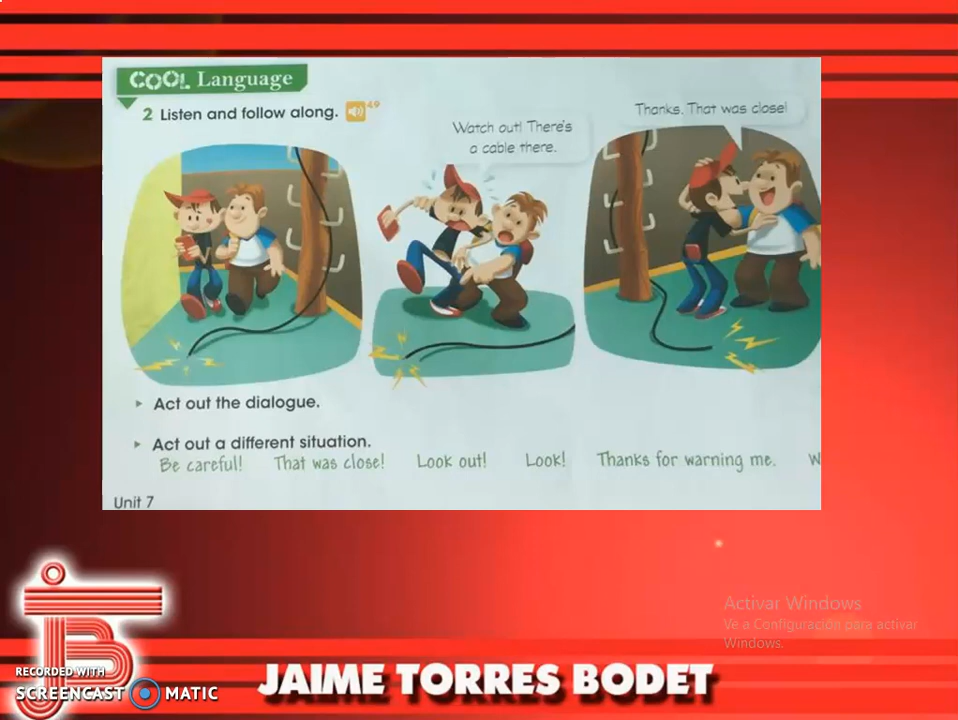 COOL Language
2 Listen and follow along. 49
Watch out! There's
a cable there.
Thanks. That was close!
Act out the dialogue.
Act out a different situation.
Be careful! That was close! Look out! Look! Thanks for warning me. W
Unit 7
Activar Windows
Ve a Configuración para activar
Windows.
RECORDED WITH
SCREENCAST MATIC
JAIME TORRES BODET